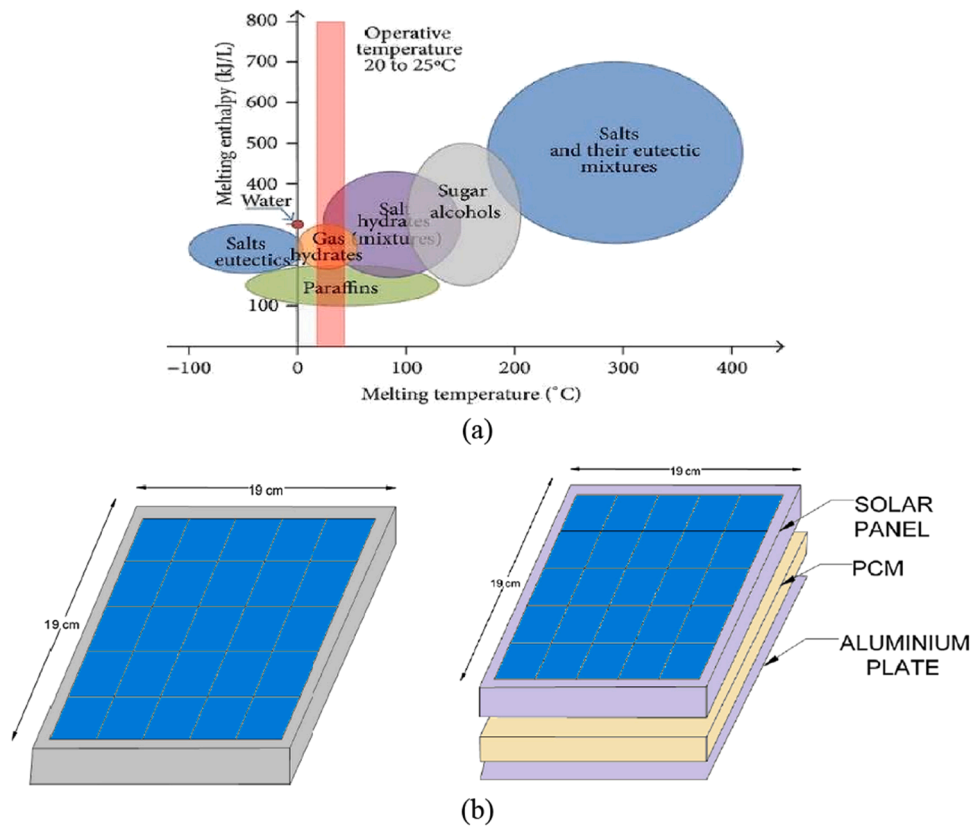 800
700
600
500
400
100
Melting enthalpy (kJ/L)
Operative
temperature
20 to 25°C
Water
Salts
eutectics
Gas
hydrates
Salt
hydrates
(mixtures)
Paraffins
Sugar
alcohols
Salts
and their eutectic
mixtures
−100 0 100 200 300 400
Melting temperature (°C)
(a)
19 cm
19 cm
19 cm
19 cm
SOLAR
PANEL
PCM
ALUMINIUM
PLATE
(b)